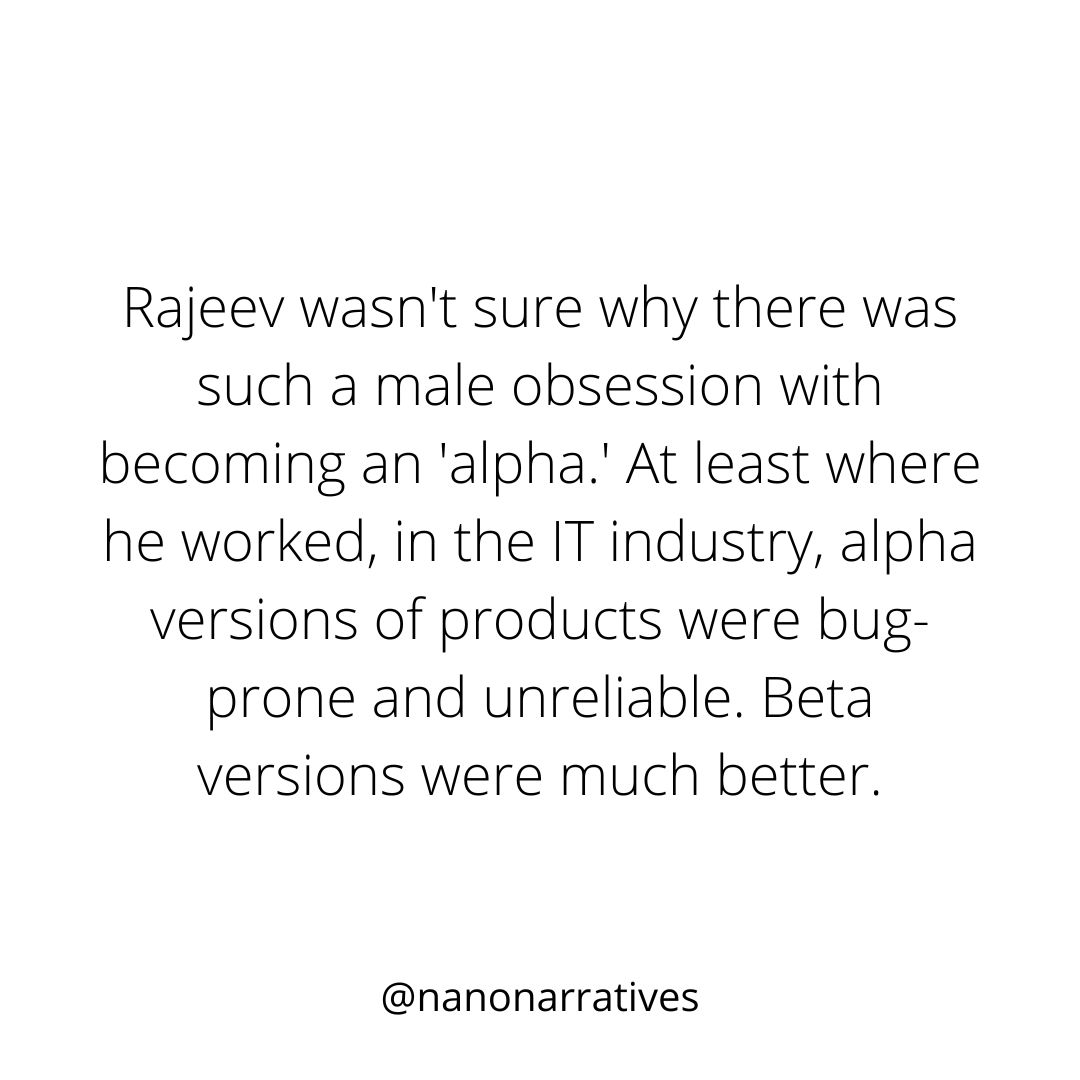 Rajeev wasn't sure why there was
such a male obsession with
becoming an 'alpha.' At least where
he worked, in the IT industry, alpha
versions of products were bug-
prone and unreliable. Beta
versions were much better.
@nanonarratives